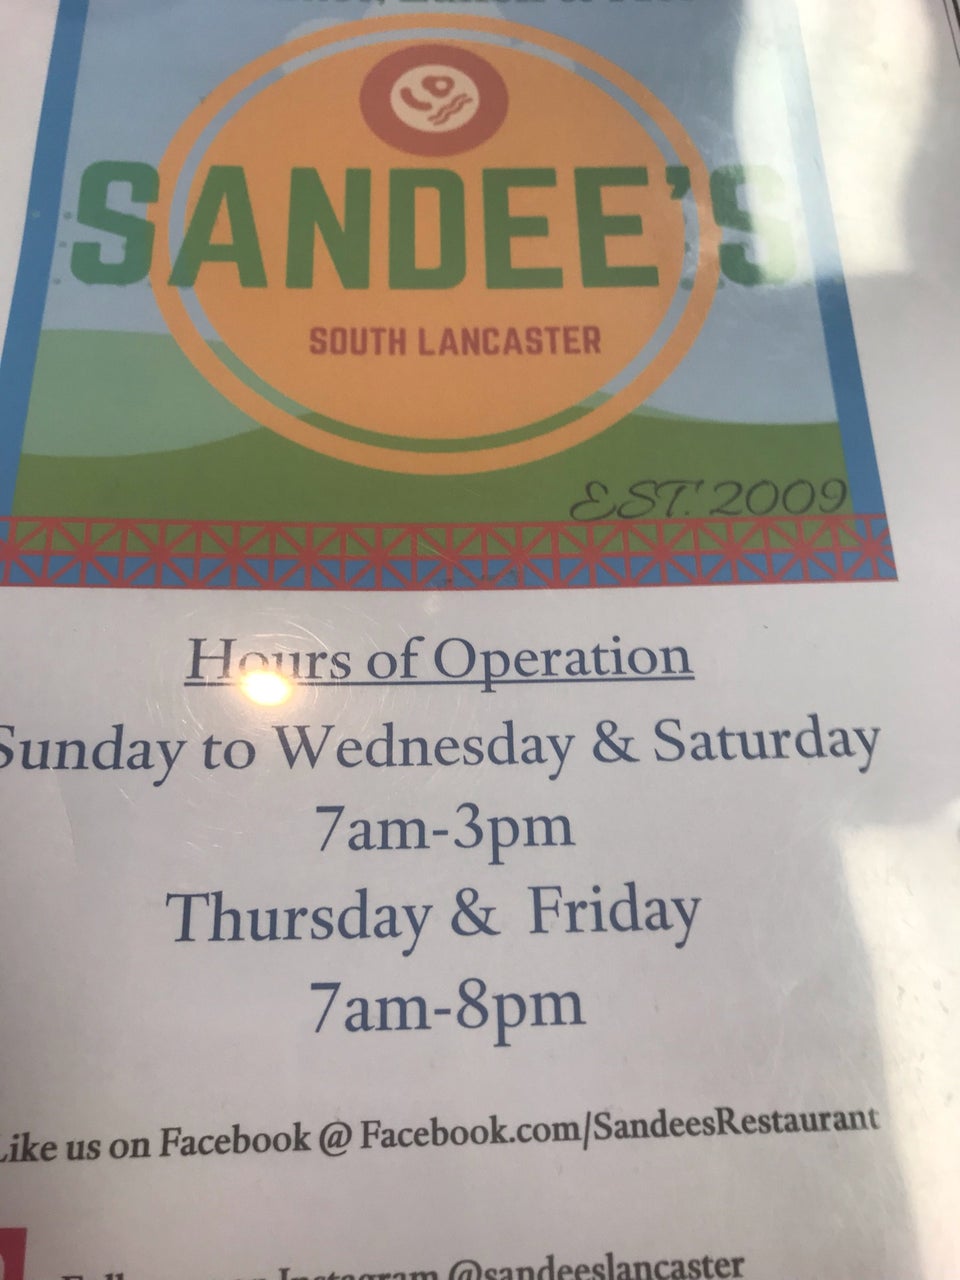 SANDEE'S
SOUTH LANCASTER
EST. 2009
Hours of Operation
Sunday to Wednesday & Saturday
7am-3pm
Thursday & Friday
7am-8pm
Like us on Facebook @ Facebook.com/SandeesRestaurant
Instagram @sandeeslancaster